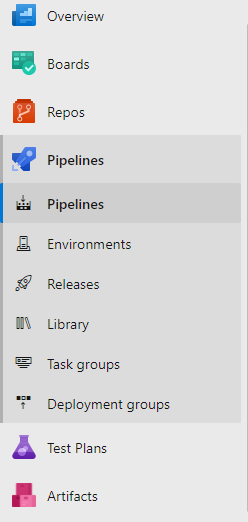 Overview
Boards
Repos
Pipelines
Pipelines
Environments
Releases
Library
Task groups
Deployment groups
Test Plans
Artifacts